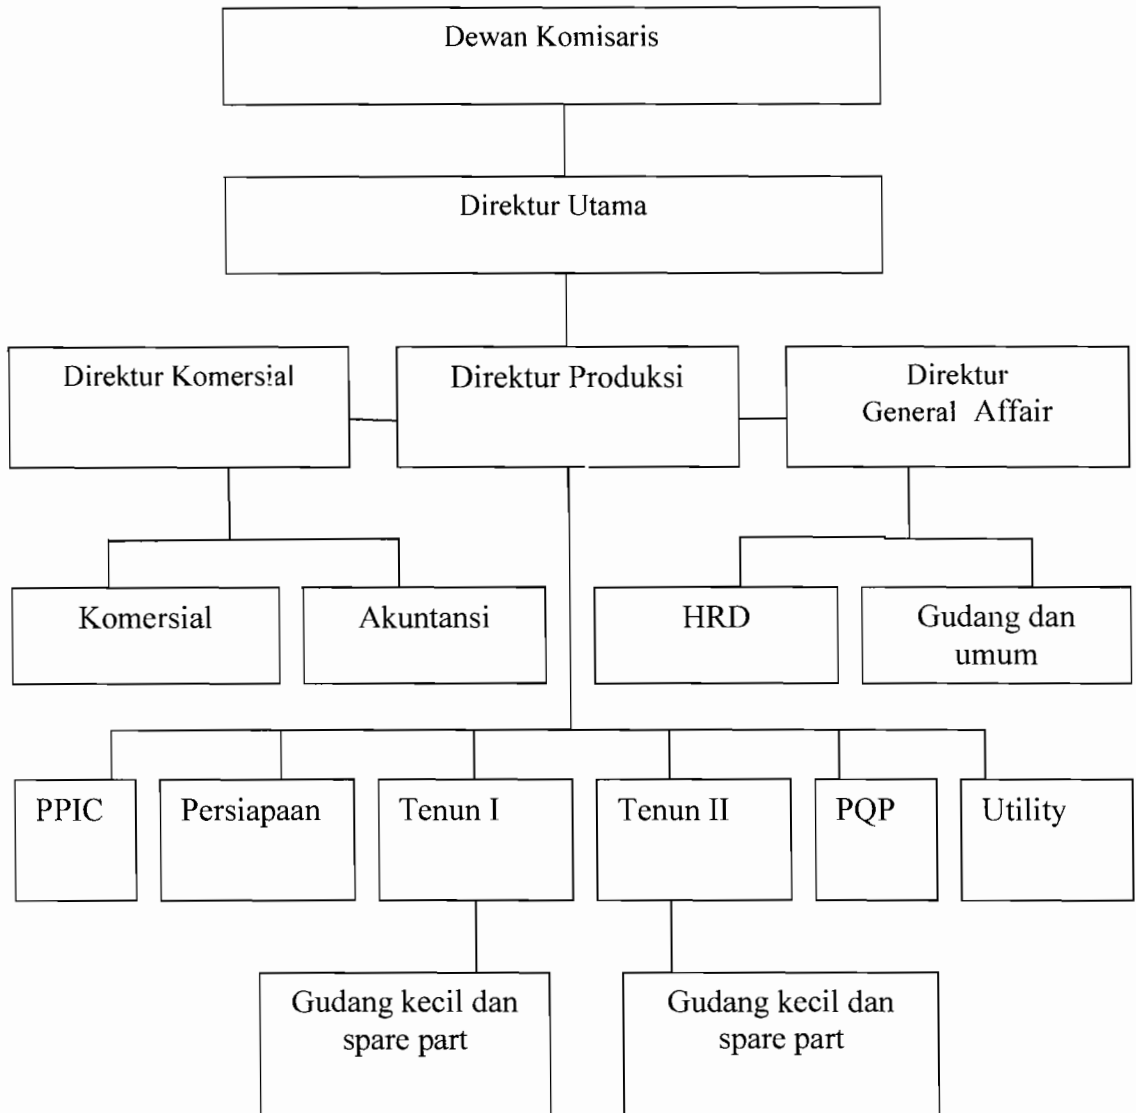 Dewan Komisaris
Direktur Utama
Direktur Komersial
Direktur Produksi
Direktur
General Affair
Komersial
Akuntansi
HRD
Gudang dan
umum
PPIC
Persiapaan
Tenun I
Tenun II
PQP
Utility
Gudang kecil dan
spare part
Gudang kecil dan
spare part